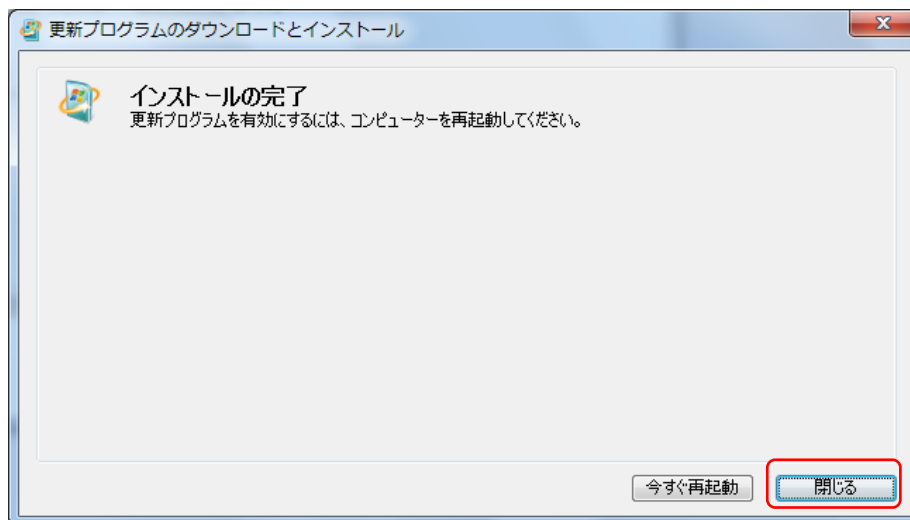 更新プログラムのダウンロードとインストール
インストールの完了
更新プログラムを有効にするには、コンピューターを再起動してください。
今すぐ再起動
閉じる